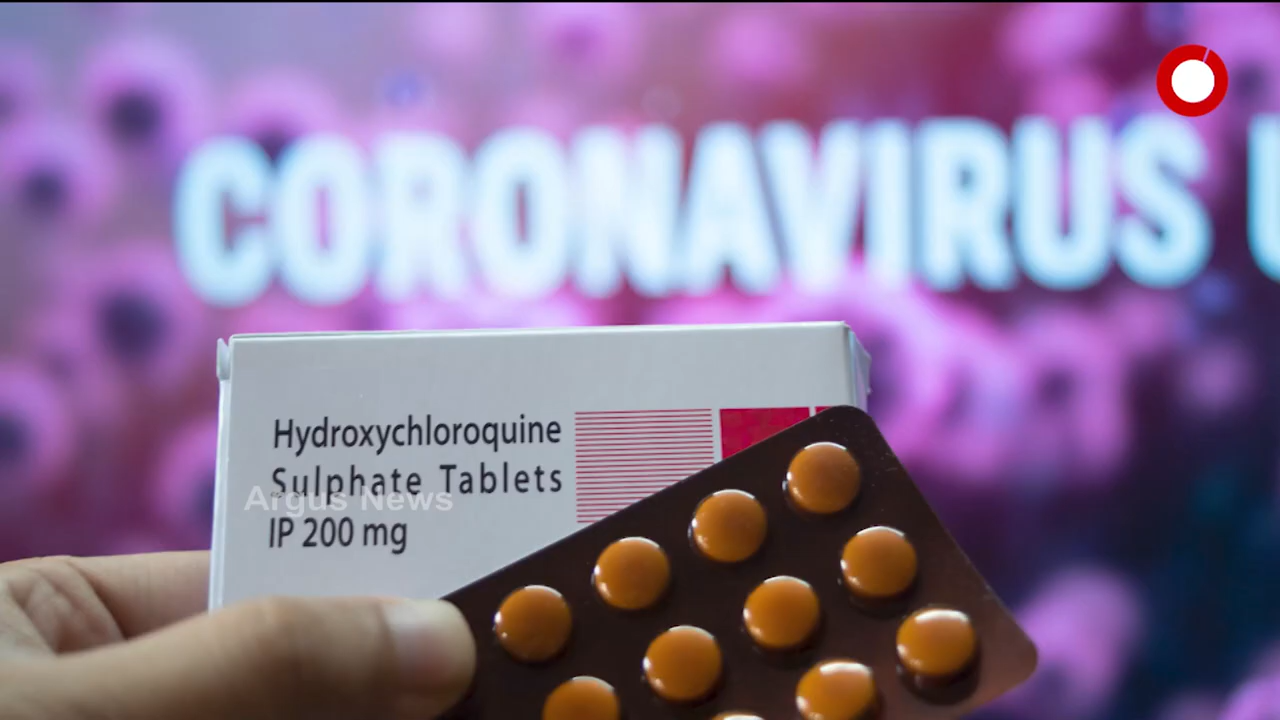 CORONAVIRUS U
Hydroxychloroquine
Sulphate Tablets
Argus News
IP 200 mg